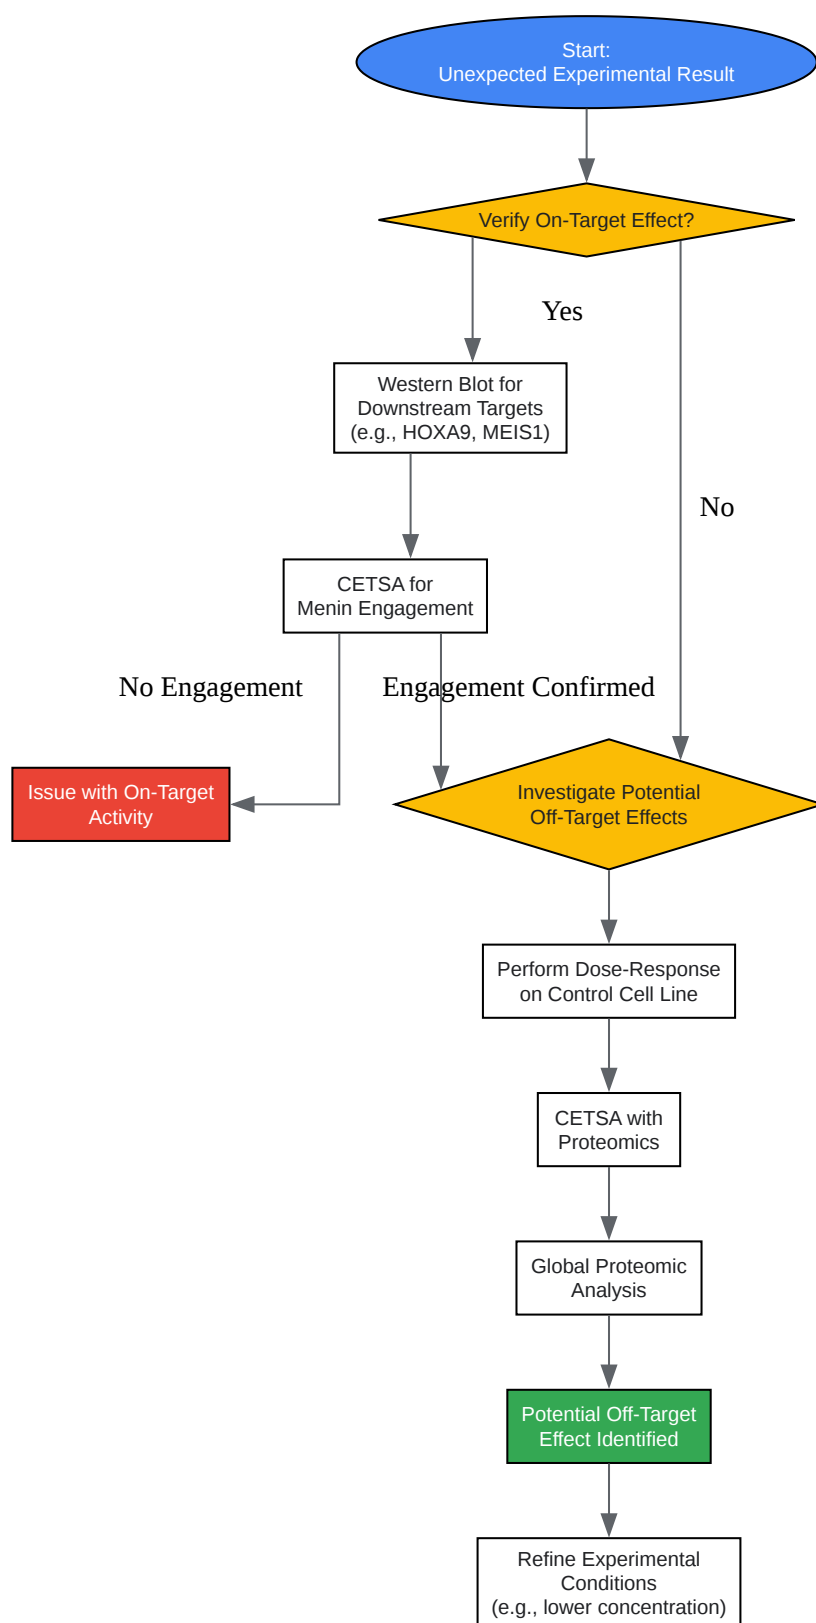 Start:
Unexpected Experimental Result
Verify On-Target Effect?
Yes
Western Blot for
Downstream Targets
(e.g., HOXA9, MEIS1)
No
CETSA for
Menin Engagement
No Engagement
Engagement Confirmed
Issue with On-Target
Activity
Investigate Potential
Off-Target Effects
Perform Dose-Response
on Control Cell Line
CETSA with
Proteomics
Global Proteomic
Analysis
Potential Off-Target
Effect Identified
Refine Experimental
Conditions
(e.g., lower concentration)